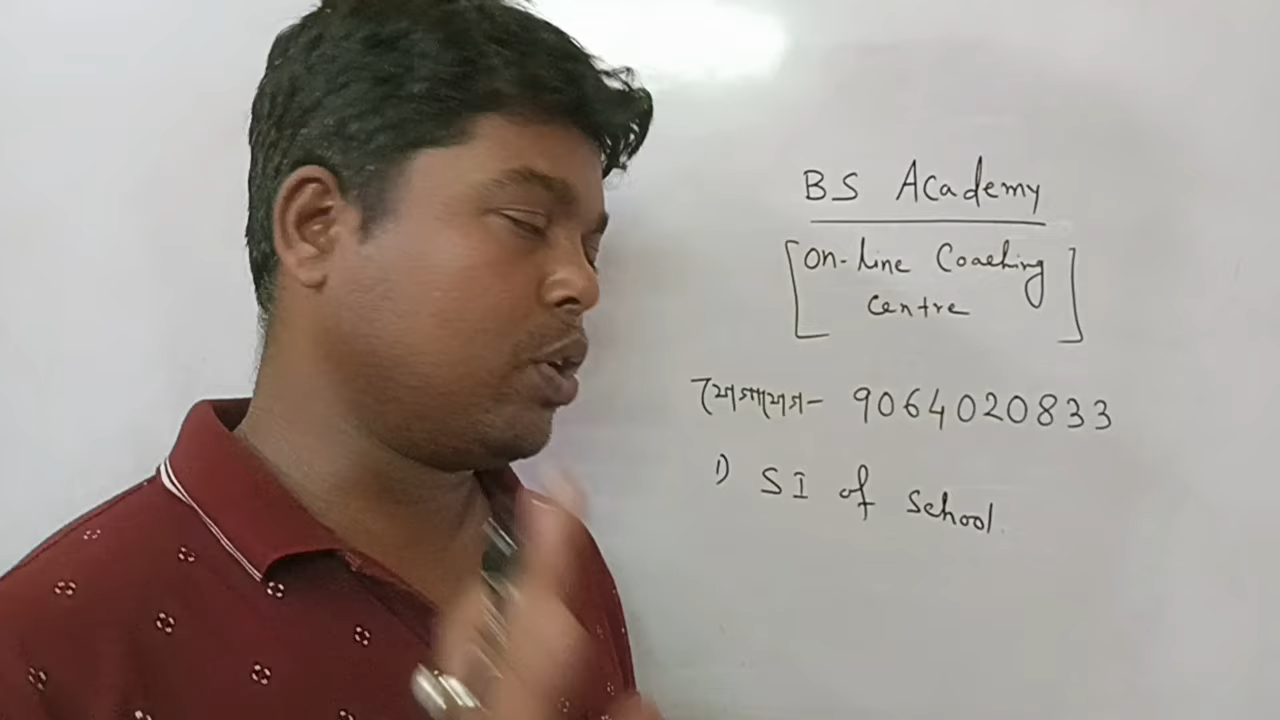 BS Academy
[On-line Coaching
Centre]
যোগাযোগ- 9064020833
1) SI of School.